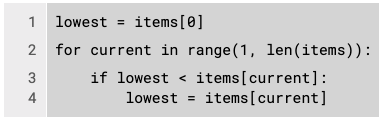 1 lowest = items[0]
2 for current in range(1, len(items)):
3     if lowest < items[current]:
4         lowest = items[current]